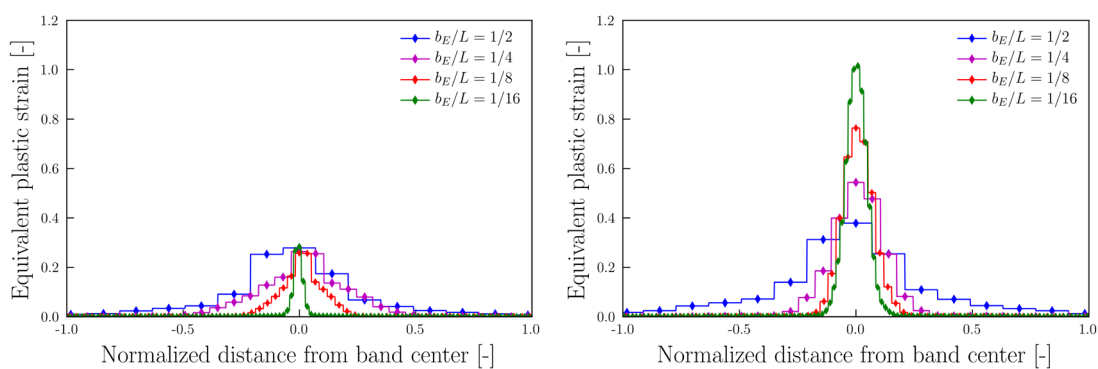 Equivalent plastic strain [-]
1.2
1.0
0.8
0.6
0.4
0.2
0.0
b_E/L = 1/2
b_E/L = 1/4
b_E/L = 1/8
b_E/L = 1/16
-1.0 -0.5 0.0 0.5 1.0
Normalized distance from band center [-]
Equivalent plastic strain [-]
1.2
1.0
0.8
0.6
0.4
0.2
0.0
b_E/L = 1/2
b_E/L = 1/4
b_E/L = 1/8
b_E/L = 1/16
-1.0 -0.5 0.0 0.5 1.0
Normalized distance from band center [-]